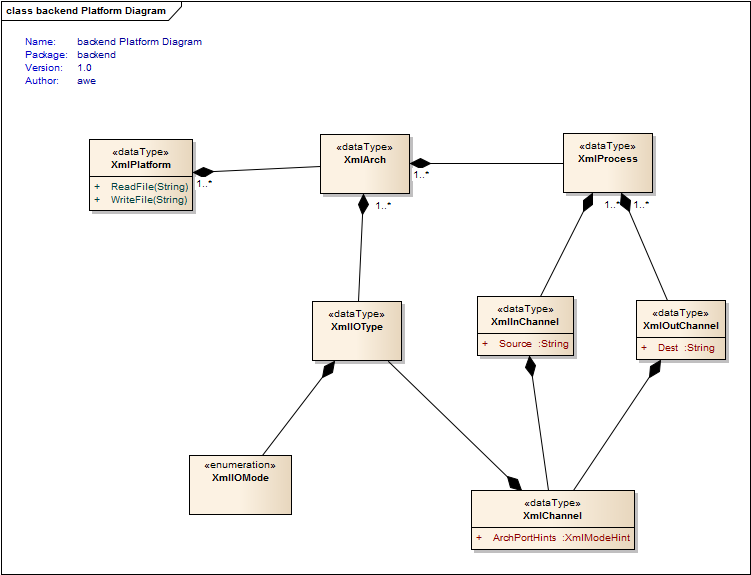 class backend Platform Diagram
Name: backend Platform Diagram
Package: backend
Version: 1.0
Author: awe
«dataType»
XmlPlatform
+ ReadFile(String)
+ WriteFile(String)
1..*
«dataType»
XmlArch
1..*
1..*
«dataType»
XmlProcess
1..*
1..*
«dataType»
XmlIOType
«dataType»
XmlInChannel
+ Source :String
«dataType»
XmlOutChannel
+ Dest :String
«enumeration»
XmlIOMode
«dataType»
XmlChannel
+ ArchPortHints :XmlModeHint